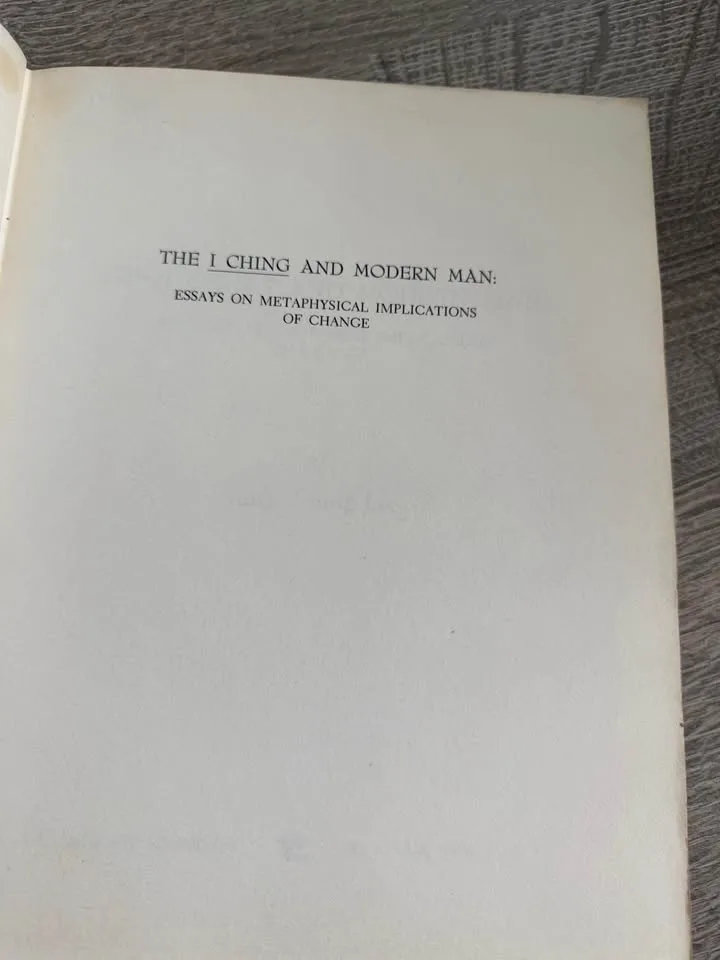 THE I CHING AND MODERN MAN:
ESSAYS ON METAPHYSICAL IMPLICATIONS
OF CHANGE